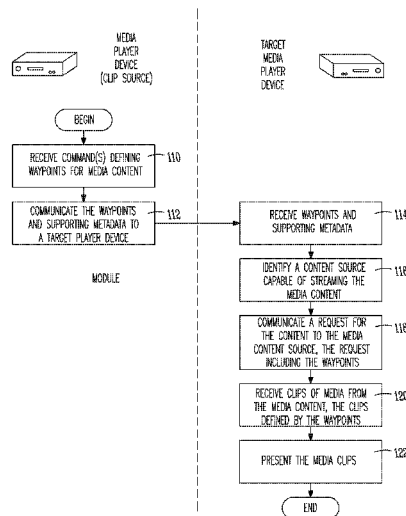 MEDIA
PLAYER
DEVICE
(CLIP SOURCE)
TARGET
MEDIA
PLAYER
DEVICE
BEGIN
RECEIVE COMMAND(S) DEFINING
WAYPOINTS FOR MEDIA CONTENT
110
COMMUNICATE THE WAYPOINTS
AND SUPPORTING METADATA TO
A TARGET PLAYER DEVICE
112
MODULE
RECEIVE WAYPOINTS AND
SUPPORTING METADATA
114
IDENTIFY A CONTENT SOURCE
CAPABLE OF STREAMING THE
MEDIA CONTENT
COMMUNICATE A REQUEST FOR
THE CONTENT TO THE MEDIA
CONTENT SOURCE, THE REQUEST
INCLUDING THE WAYPOINTS
RECEIVE CLIPS OF MEDIA FROM
THE MEDIA CONTENT, THE CLIPS
DEFINED BY THE WAYPOINTS
120
PRESENT THE MEDIA CLIPS
122
END